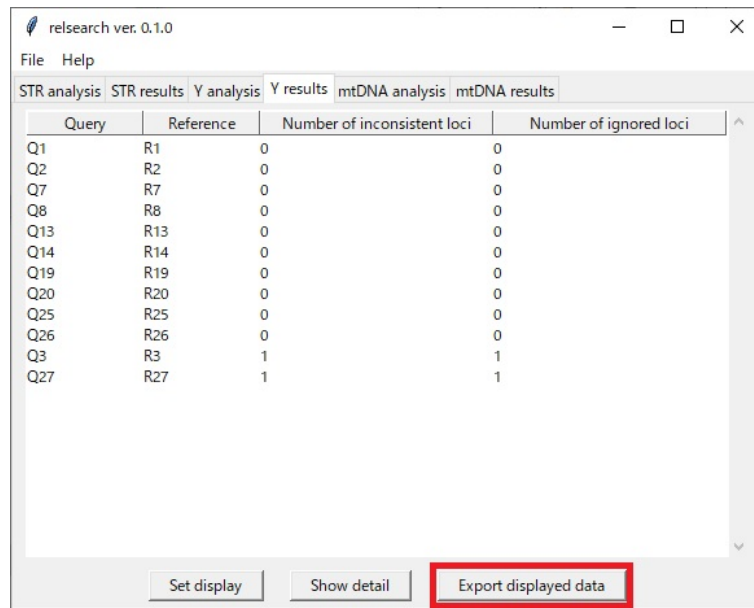 relsearch ver. 0.1.0
File Help
STR analysis STR results Y analysis Y results mtDNA analysis mtDNA results
Query Reference Number of inconsistent loci Number of ignored loci
Q1 R1 0 0
Q2 R2 0 0
Q7 R7 0 0
Q8 R8 0 0
Q13 R13 0 0
Q14 R14 0 0
Q19 R19 0 0
Q20 R20 0 0
Q25 R25 0 0
Q26 R26 0 0
Q3 R3 1 1
Q27 R27 1 1
Set display Show detail Export displayed data